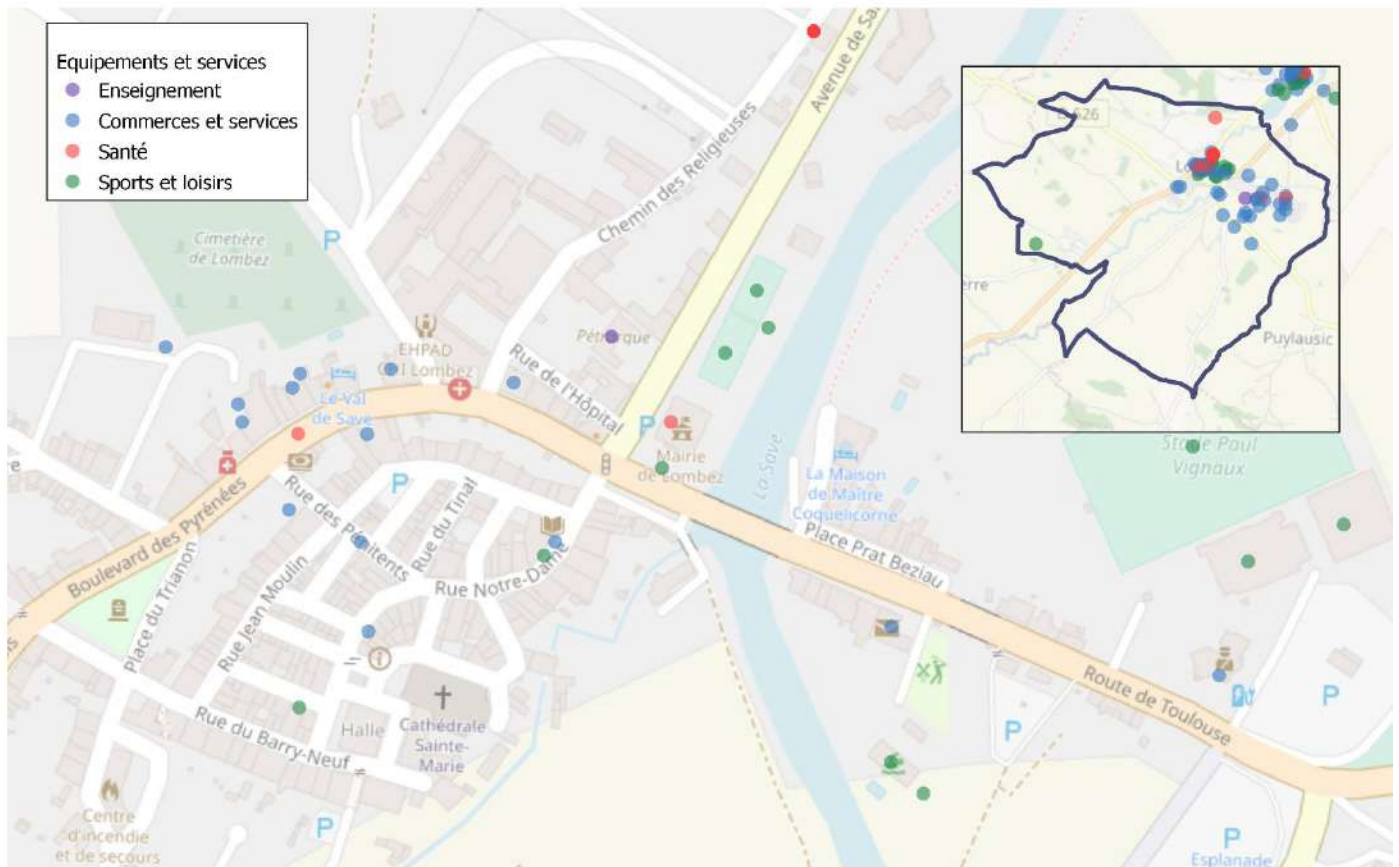 Equipements et services
Enseignement
Commerces et services
Santé
Sports et loisirs
Cimetière
de Lombez
P
Chemin des Religieuses
Avenue de Sa
EHPAD
Lombez
Le Val
de Save
Rue de l'Hôpital
P
Mairie
de Lombez
La Save
La Maison
de Maître
Coquelicorne
Place Prat Beziau
Route de Toulouse
Boulevard des Pyrénées
Place du Trianon
Rue des Pénitents
Rue Jean Moulin
P
Rue du Tinal
Rue Notre-Dame
Rue du Barry-Neuf
Halle
Cathédrale
Sainte-
Marie
Centre
d'incendie
et de secours
P
P
P
P
Esplanade
Paul
Vignaux
626
Lo
erre
Puylausic